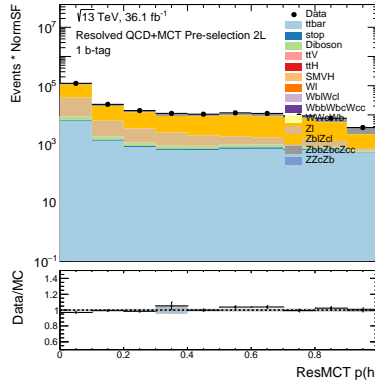 Events * NormSF
10⁷
10⁵
10³
10
10⁻¹
√13 TeV, 36.1 fb⁻¹
Resolved QCD+MCT Pre-selection 2L
1 b-tag
Data
ttbar
stop
Diboson
ttV
ttH
SMVH
Wl
WblWcl
WbbWbcWcc
Zl
ZblZcl
ZbbZbcZcc
ZZcZb
Data/MC
1.4
1.2
1.0
0.8
0.6
0 0.2 0.4 0.6 0.8
ResMCT p(h